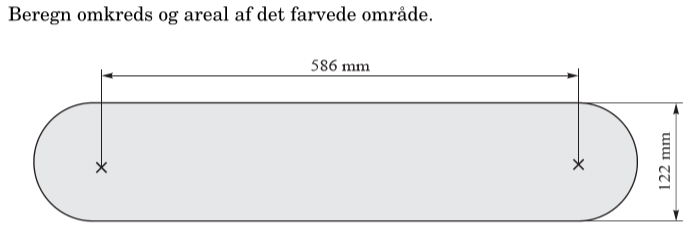 Beregn omkreds og areal af det farvede område.
586 mm
122 mm